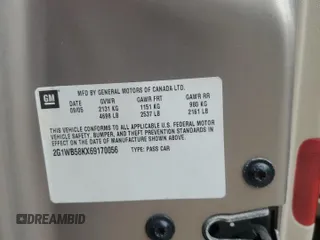 GM
MFD BY GENERAL MOTORS OF CANADA LTD.
DATE GVWR GAWR FRT GAWR RR
09/05 2131 KG 1151 KG 980 KG
4698 LB 2537 LB 2161 LB
THIS VEHICLE CONFORMS TO ALL APPLICABLE U.S. FEDERAL MOTOR
VEHICLE SAFETY, BUMPER, AND THEFT PREVENTION STANDARDS IN
EFFECT ON THE DATE OF MANUFACTURE SHOWN ABOVE.
2G1WB58KX69170056 TYPE: PASS CAR
DREAMBID